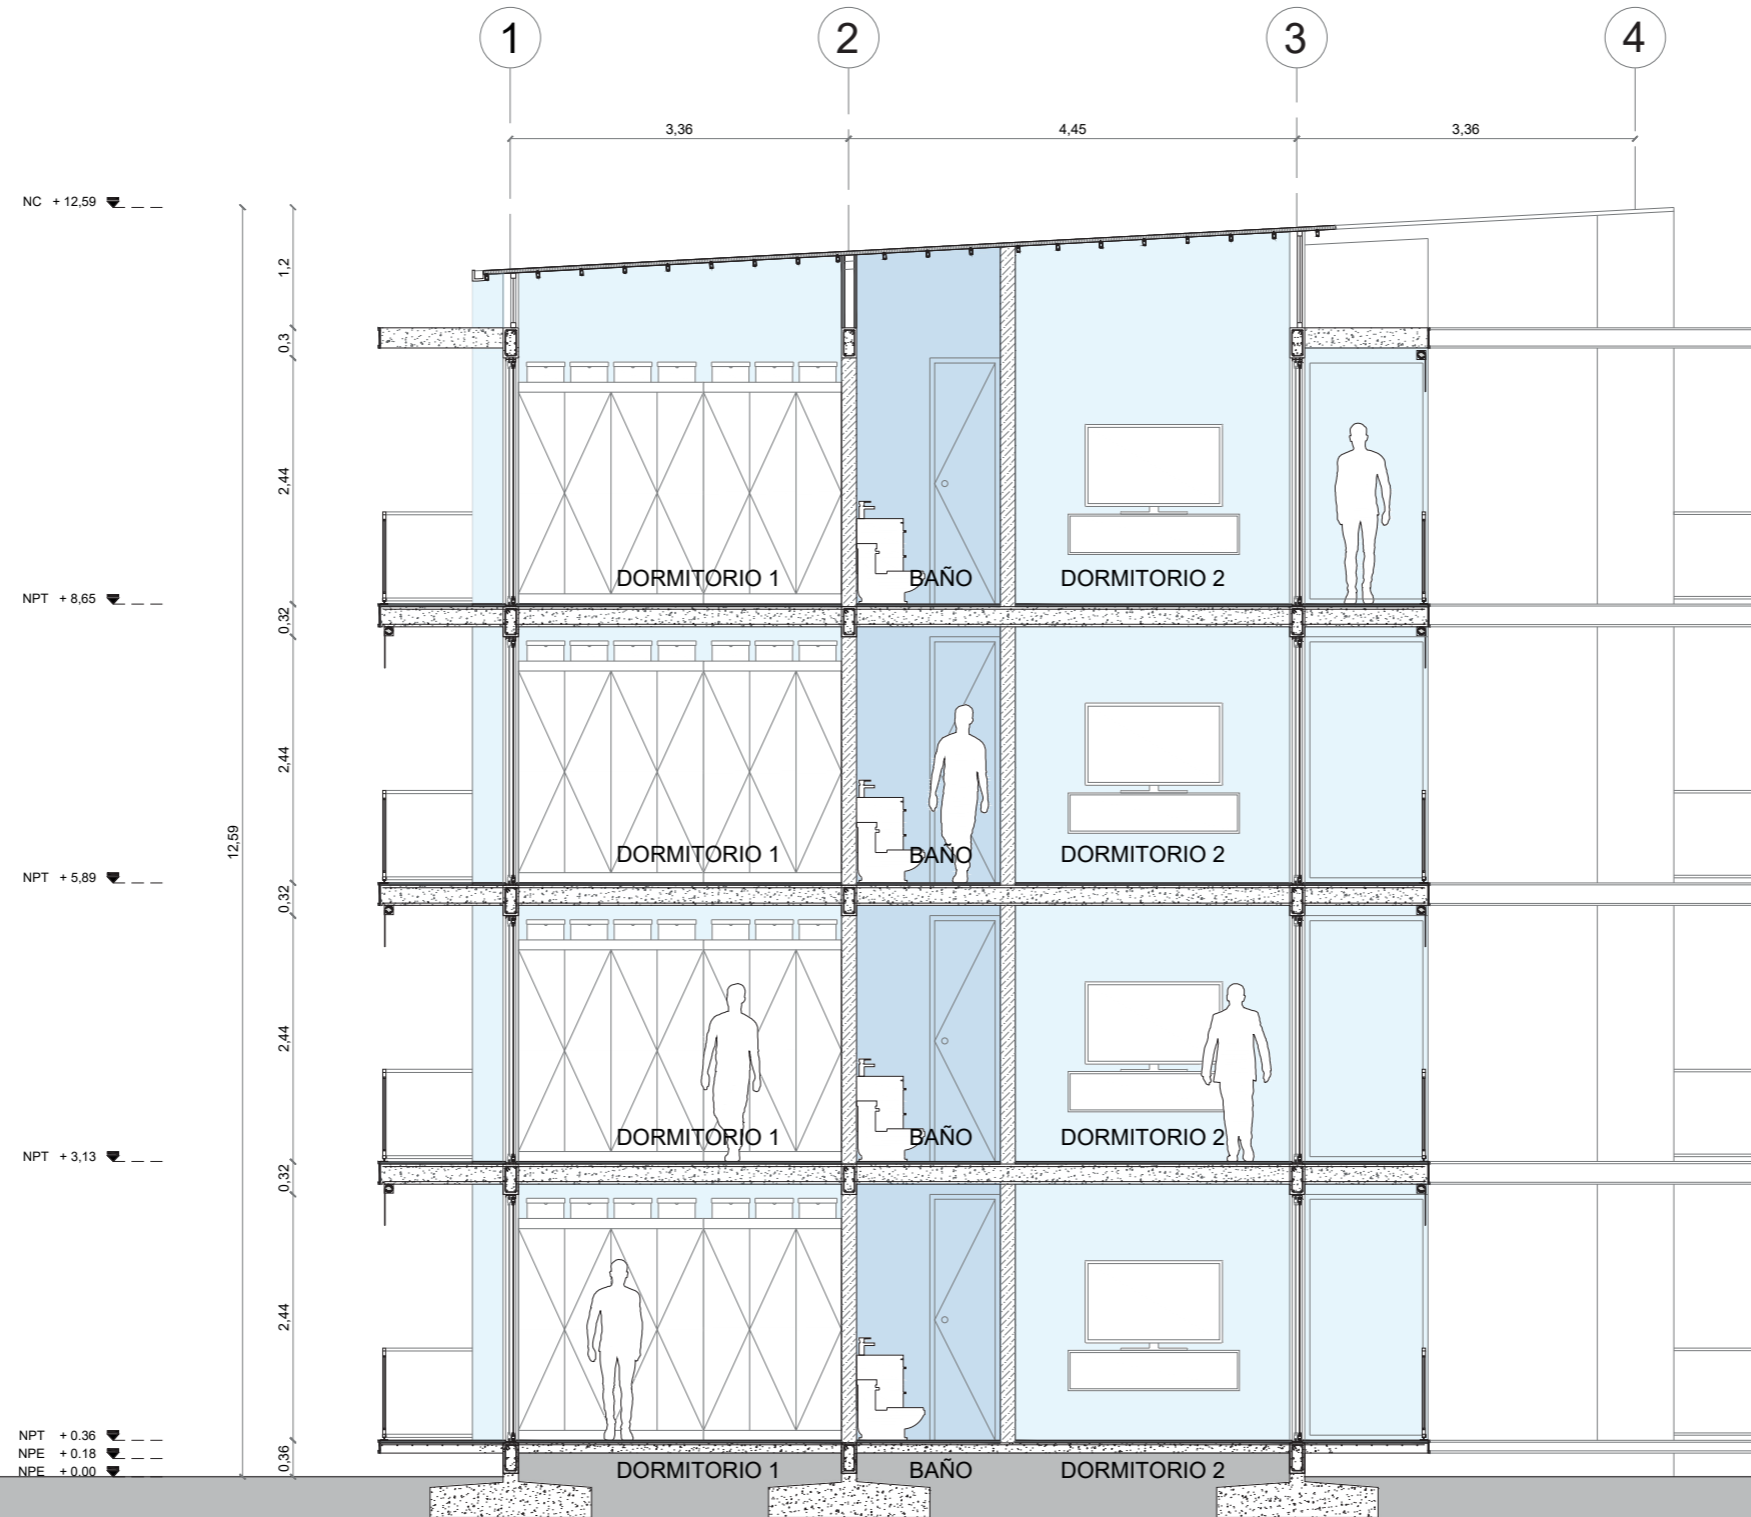 1 2 3 4
3,36 4,45 3,36
NC + 12,59
1,2
0,3
2,44
DORMITORIO 1 BAÑO DORMITORIO 2
NPT + 8,65
0,32
2,44
12,59
DORMITORIO 1 BAÑO DORMITORIO 2
NPT + 5,89
0,32
2,44
DORMITORIO 1 BAÑO DORMITORIO 2
NPT + 3,13
0,32
2,44
NPT + 0.36
NPE + 0.18
0,36
NPE + 0.00
DORMITORIO 1 BAÑO DORMITORIO 2